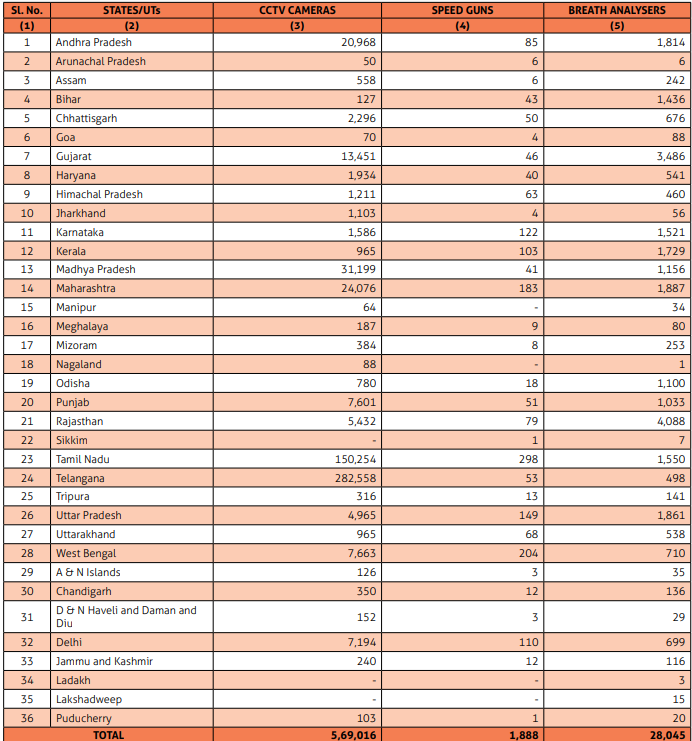 SL. No. STATES/UTs CCTV CAMERAS SPEED GUNS BREATH ANALYSERS
(1) (2) (3) (4) (5)
1 Andhra Pradesh 20,968 85 1,814
2 Arunachal Pradesh 50 6 6
3 Assam 558 6 242
4 Bihar 127 43 1,436
5 Chhattisgarh 2,296 50 676
6 Goa 70 4 88
7 Gujarat 13,451 46 3,486
8 Haryana 1,934 40 541
9 Himachal Pradesh 1,211 63 460
10 Jharkhand 1,103 4 56
11 Karnataka 1,586 122 1,521
12 Kerala 965 103 1,729
13 Madhya Pradesh 31,199 41 1,156
14 Maharashtra 24,076 183 1,887
15 Manipur 64 - 34
16 Meghalaya 187 9 80
17 Mizoram 384 8 253
18 Nagaland 88 - 1
19 Odisha 780 18 1,100
20 Punjab 7,601 51 1,033
21 Rajasthan 5,432 79 4,088
22 Sikkim - 1 7
23 Tamil Nadu 150,254 298 1,550
24 Telangana 282,558 53 498
25 Tripura 316 13 141
26 Uttar Pradesh 4,965 149 1,861
27 Uttarakhand 965 68 538
28 West Bengal 7,663 204 710
29 A & N Islands 126 3 35
30 Chandigarh 350 12 136
31 D & N Haveli and Daman and 152 3 29
Diu
32 Delhi 7,194 110 699
33 Jammu and Kashmir 240 12 116
34 Ladakh - - 3
35 Lakshadweep - - 15
36 Puducherry 103 1 20
TOTAL 5,69,016 1,888 28,045